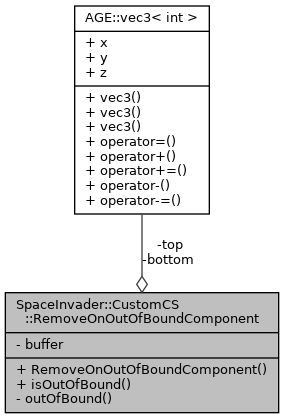 AGE::vec3< int >
+ x
+ y
+ z
+ vec3()
+ vec3()
+ vec3()
+ operator=()
+ operator+()
+ operator+=()
+ operator-()
+ operator-=()
-top
-bottom
SpaceInvader::CustomCS
::RemoveOnOutOfBoundComponent
- buffer
+ RemoveOnOutOfBoundComponent()
+ isOutOfBound()
- outOfBound()